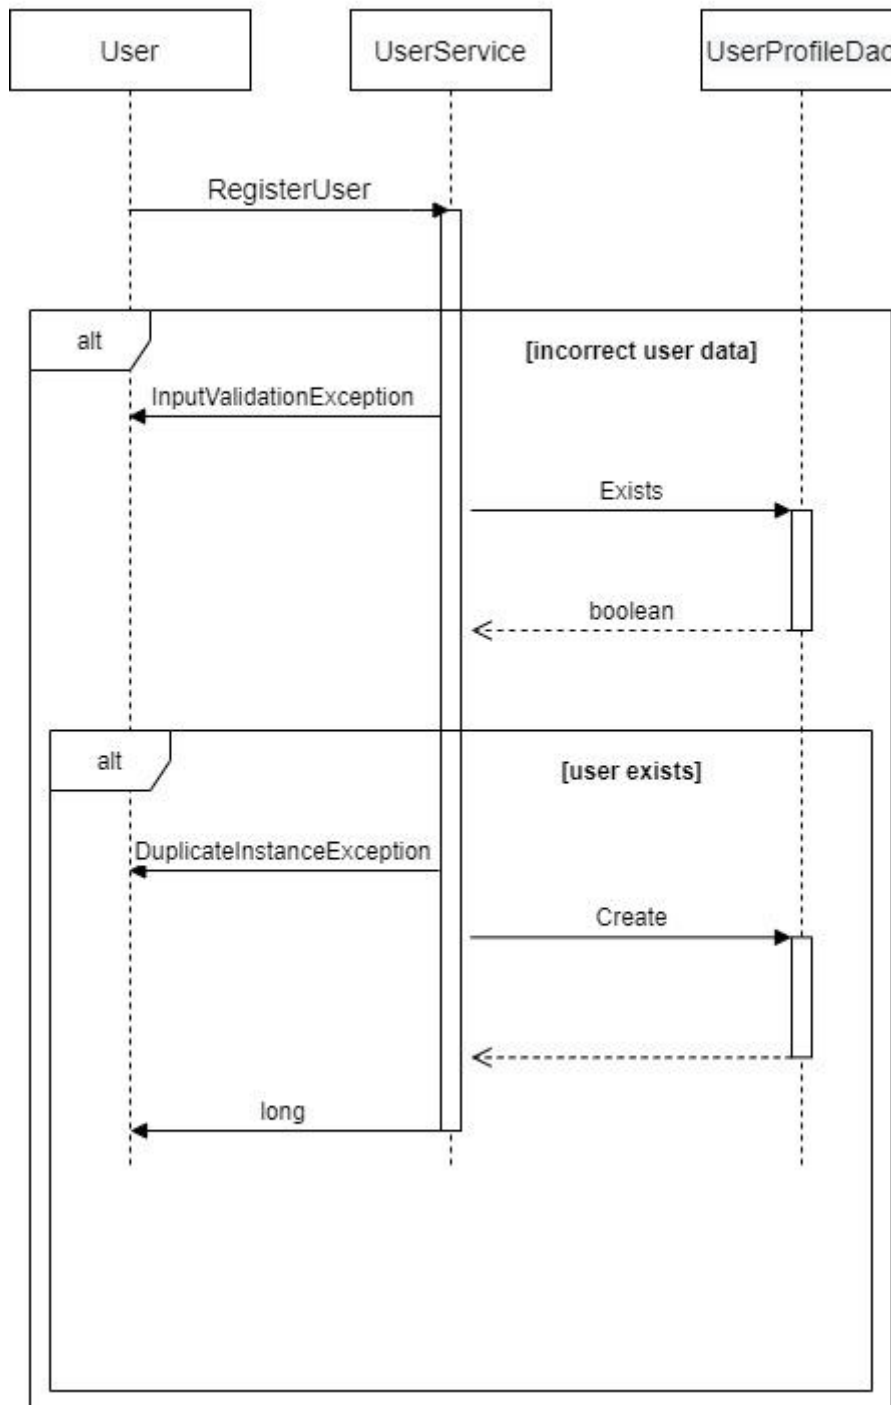 User
UserService
UserProfileDao
RegisterUser
alt
[incorrect user data]
InputValidationException
Exists
boolean
alt
[user exists]
DuplicateInstanceException
Create
long